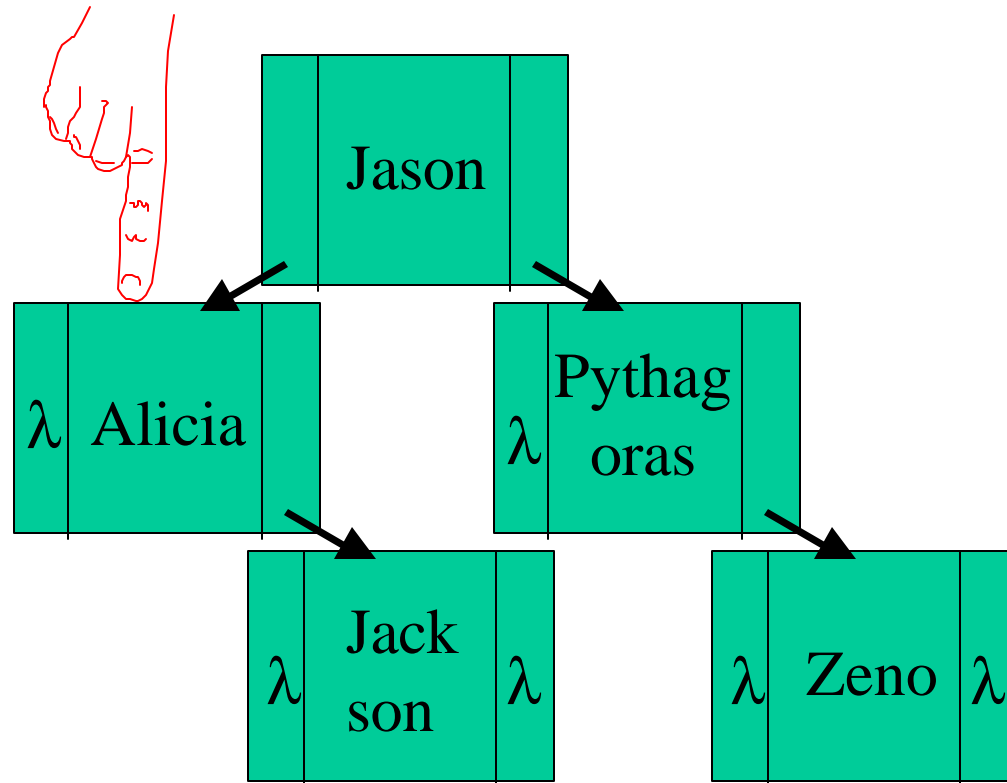 Jason
λ Alicia
Pythag
λ oras
Jack
λ son λ
λ Zeno λ